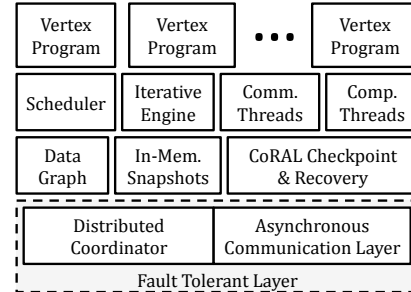 Vertex
Program
Vertex
Program
Vertex
Program
Scheduler
Iterative
Engine
Comm.
Threads
Comp.
Threads
Data
Graph
In-Mem.
Snapshots
CoRAL Checkpoint
& Recovery
Distributed
Coordinator
Asynchronous
Communication Layer
Fault Tolerant Layer